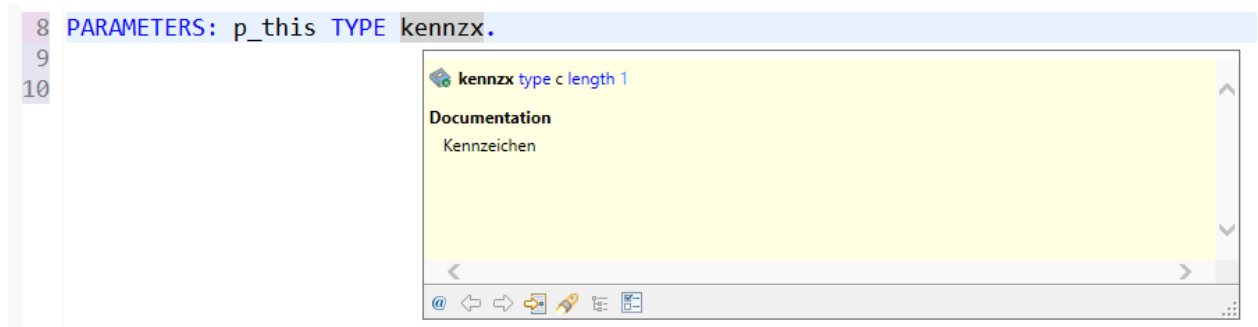 8 PARAMETERS: p_this TYPE kennzx.
9
10
kennzx type c length 1
Documentation
Kennzeichen
@